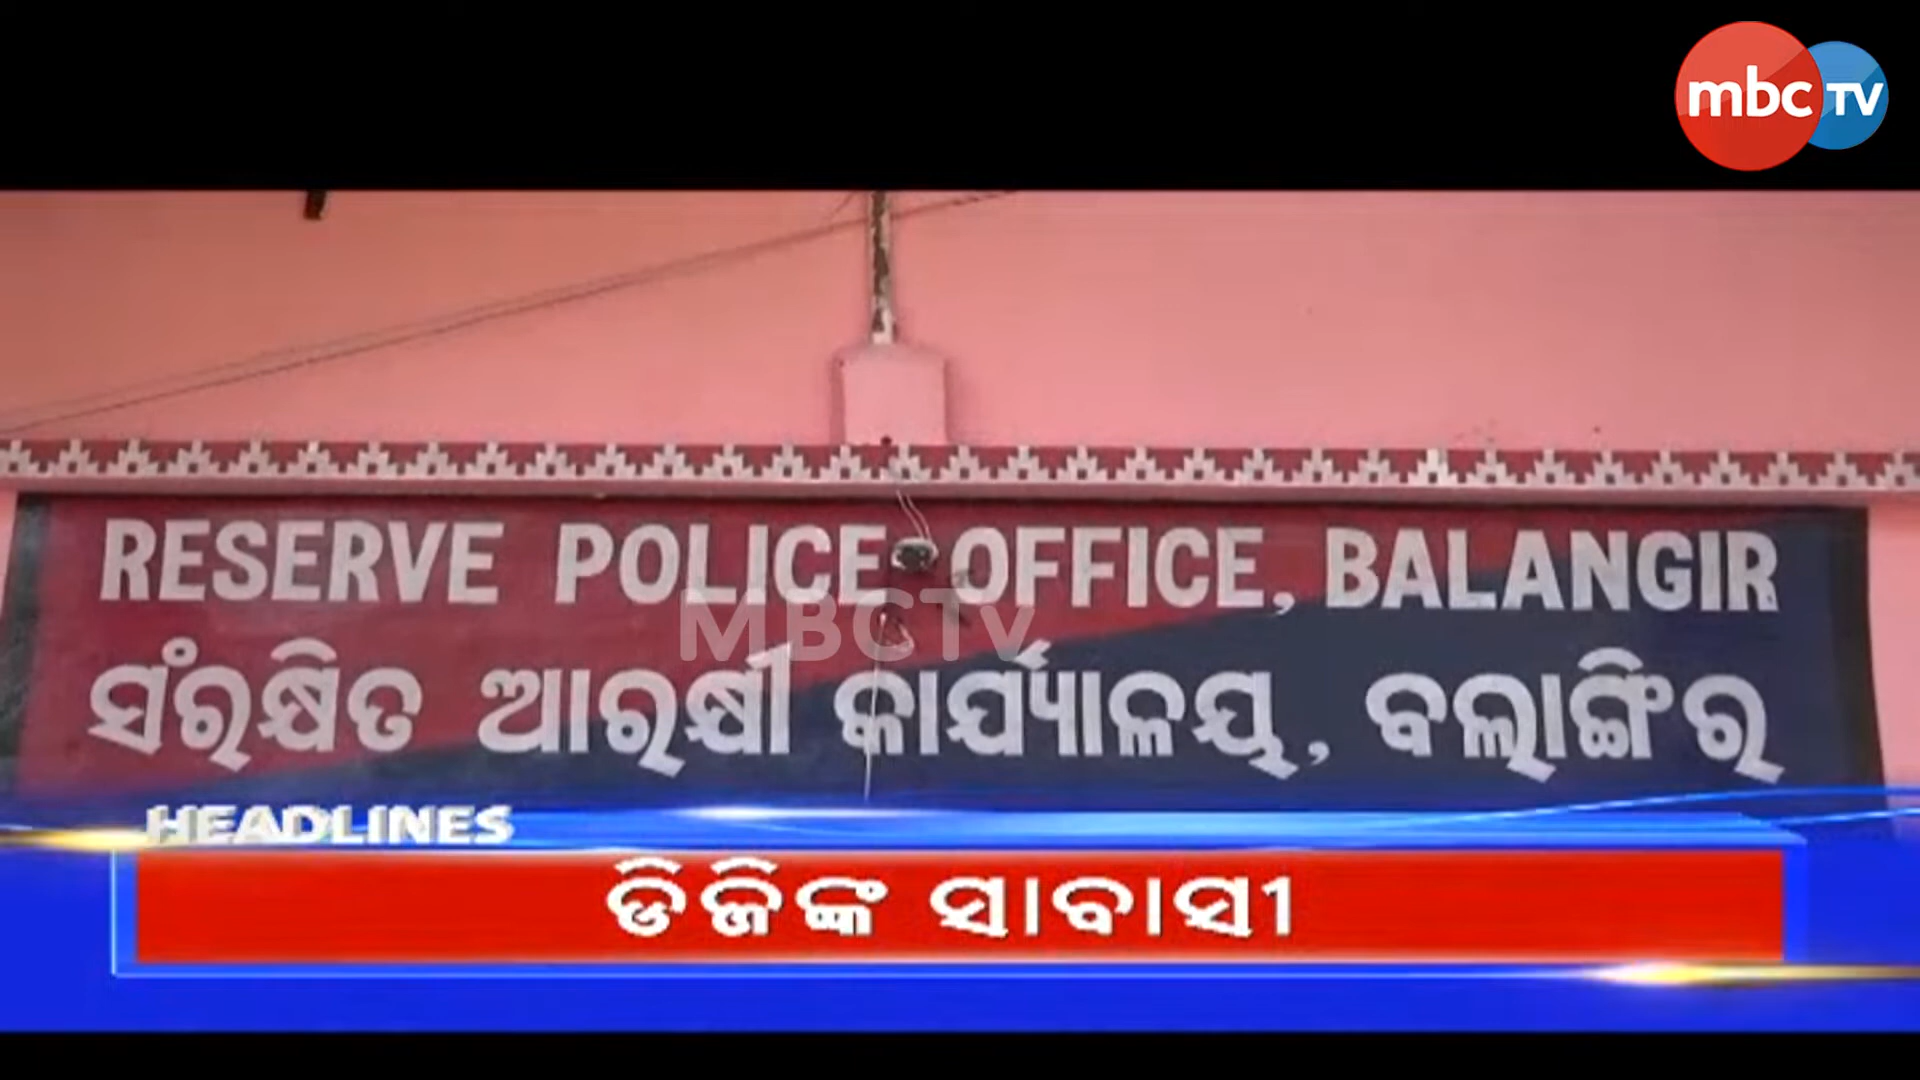 mbc TV
RESERVE POLICE OFFICE, BALANGIR
MBCTv
ସଂରକ୍ଷିତ ଆରକ୍ଷୀ କାର୍ଯ୍ୟାଳୟ, ବଲାଙ୍ଗିର
HEADLINES
ଡିଜିଙ୍କ ସାବାସୀ